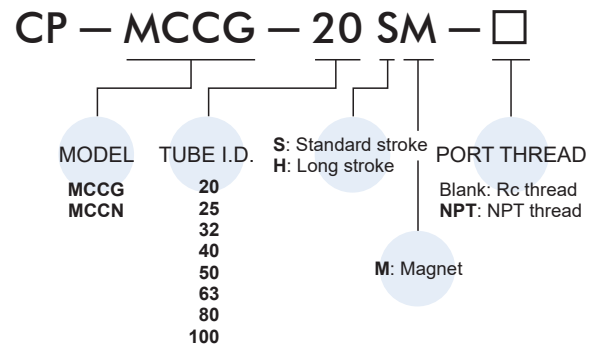 CP — MCCG — 20 SM — □
MODEL
MCCG
MCCN
TUBE I.D.
20
25
32
40
50
63
80
100
S: Standard stroke
H: Long stroke
M: Magnet
PORT THREAD
Blank: Rc thread
NPT: NPT thread